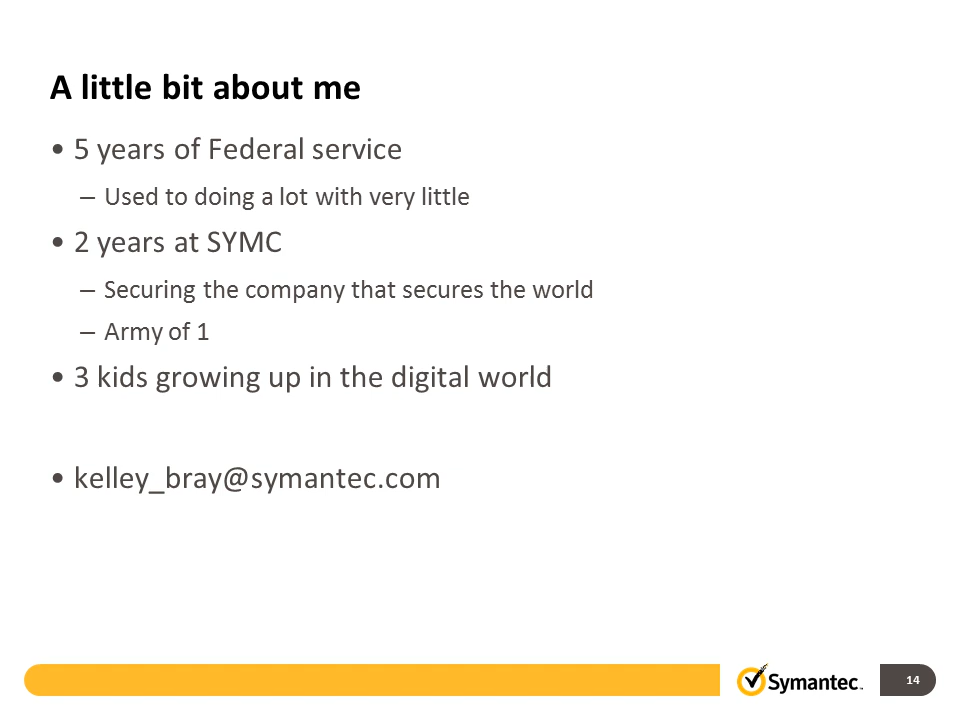 A little bit about me
• 5 years of Federal service
– Used to doing a lot with very little
• 2 years at SYMC
– Securing the company that secures the world
– Army of 1
• 3 kids growing up in the digital world
• kelley_bray@symantec.com
Symantec™
14